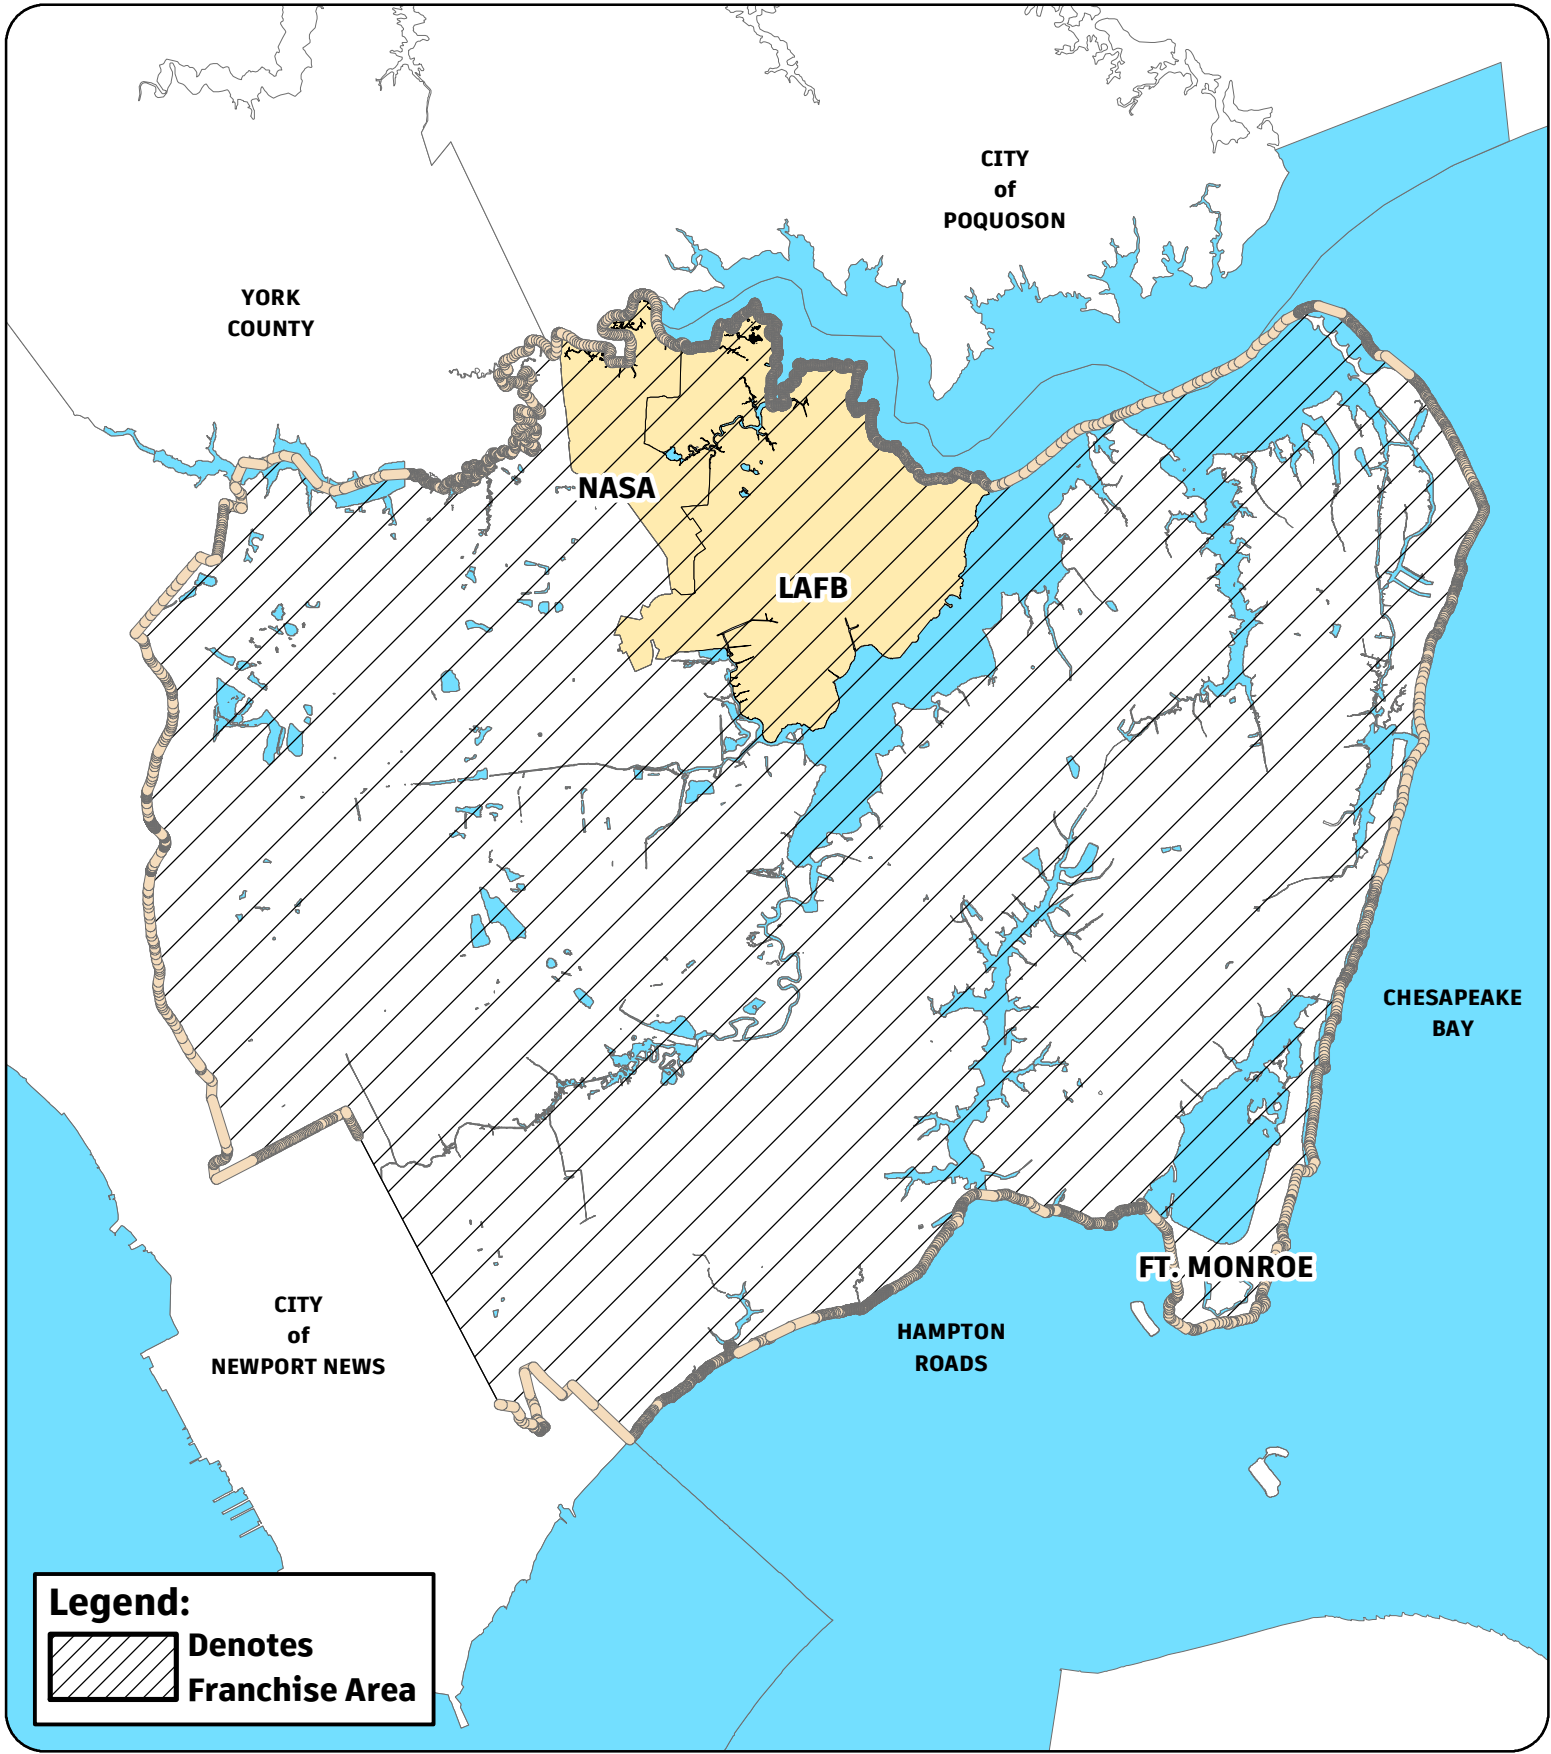 CITY
of
POQUOSON
YORK
COUNTY
NASA
LAFB
CHESAPEAKE
BAY
FT. MONROE
CITY
of
NEWPORT NEWS
HAMPTON
ROADS
Legend:
Denotes
Franchise Area